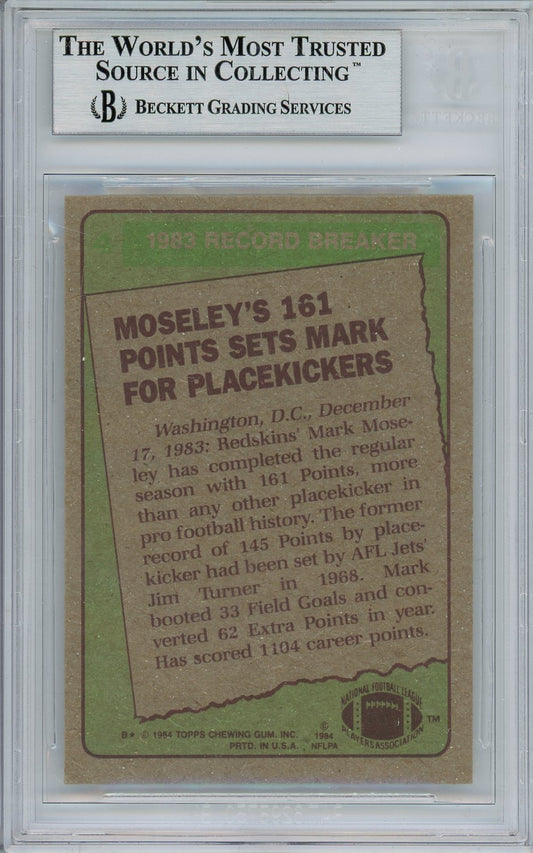 THE WORLD'S MOST TRUSTED
SOURCE IN COLLECTING™
B BECKETT GRADING SERVICES
1983 RECORD BREAKER
MOSELEY'S 161
POINTS SETS MARK
FOR PLACEKICKERS
Washington, D.C., December
17, 1983: Redskins' Mark Mose-
ley has completed the regular
season with 161 Points, more
than any other placekicker in
pro football history. The former
record of 145 Points by place-
kicker had been set by AFL Jets'
Jim Turner in 1968. Mark
booted 33 Field Goals and con-
verted 62 Extra Points in year.
Has scored 1104 career points.
NATIONAL FOOTBALL LEAGUE
PLAYERS ASSOCIATION
™
B* © 1984 TOPPS CHEWING GUM, INC.
PRTD. IN U.S.A.
©
1984
NFLPA